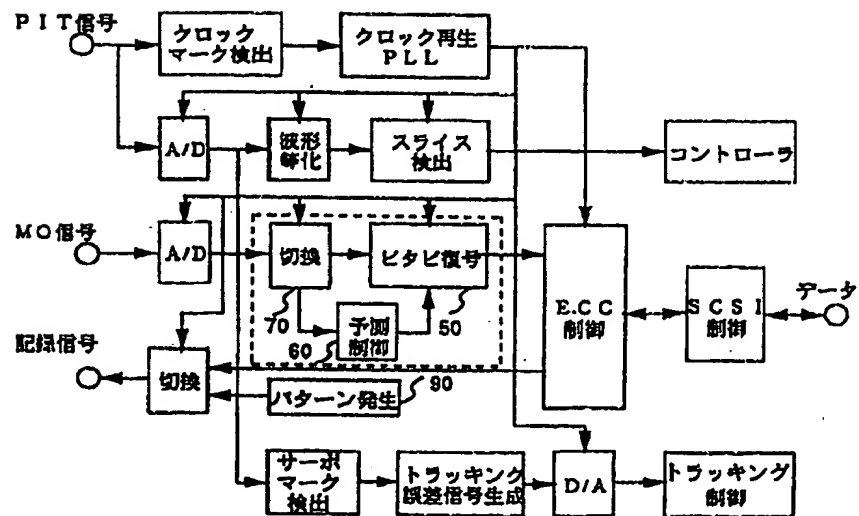 PIT信号
クロック
マーク検出
クロック再生
PLL
A/D
波形
等化
スライス
検出
コントローラ
MO信号
A/D
切換
ビタビ復号
70
予測
制御
60
50
E.CC
制御
SCSI
制御
データ
記録信号
切換
パターン発生
90
サーボ
マーク
検出
トラッキング
誤差信号生成
D/A
トラッキング
制御